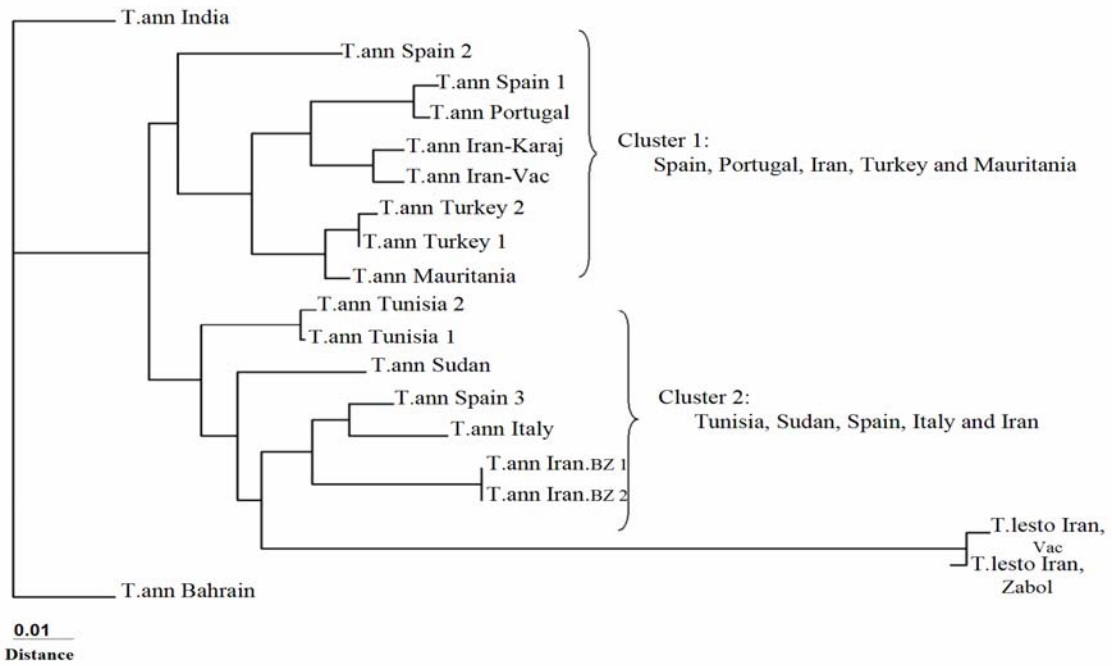 T.ann India
T.ann Spain 2
T.ann Spain 1
T.ann Portugal
T.ann Iran-Karaj
T.ann Iran-Vac
T.ann Turkey 2
T.ann Turkey 1
T.ann Mauritania
Cluster 1:
Spain, Portugal, Iran, Turkey and Mauritania
T.ann Tunisia 2
T.ann Tunisia 1
T.ann Sudan
T.ann Spain 3
T.ann Italy
T.ann Iran.BZ 1
T.ann Iran.BZ 2
Cluster 2:
Tunisia, Sudan, Spain, Italy and Iran
T.lesto Iran,
Vac
T.lesto Iran,
Zabol
T.ann Bahrain
0.01
Distance